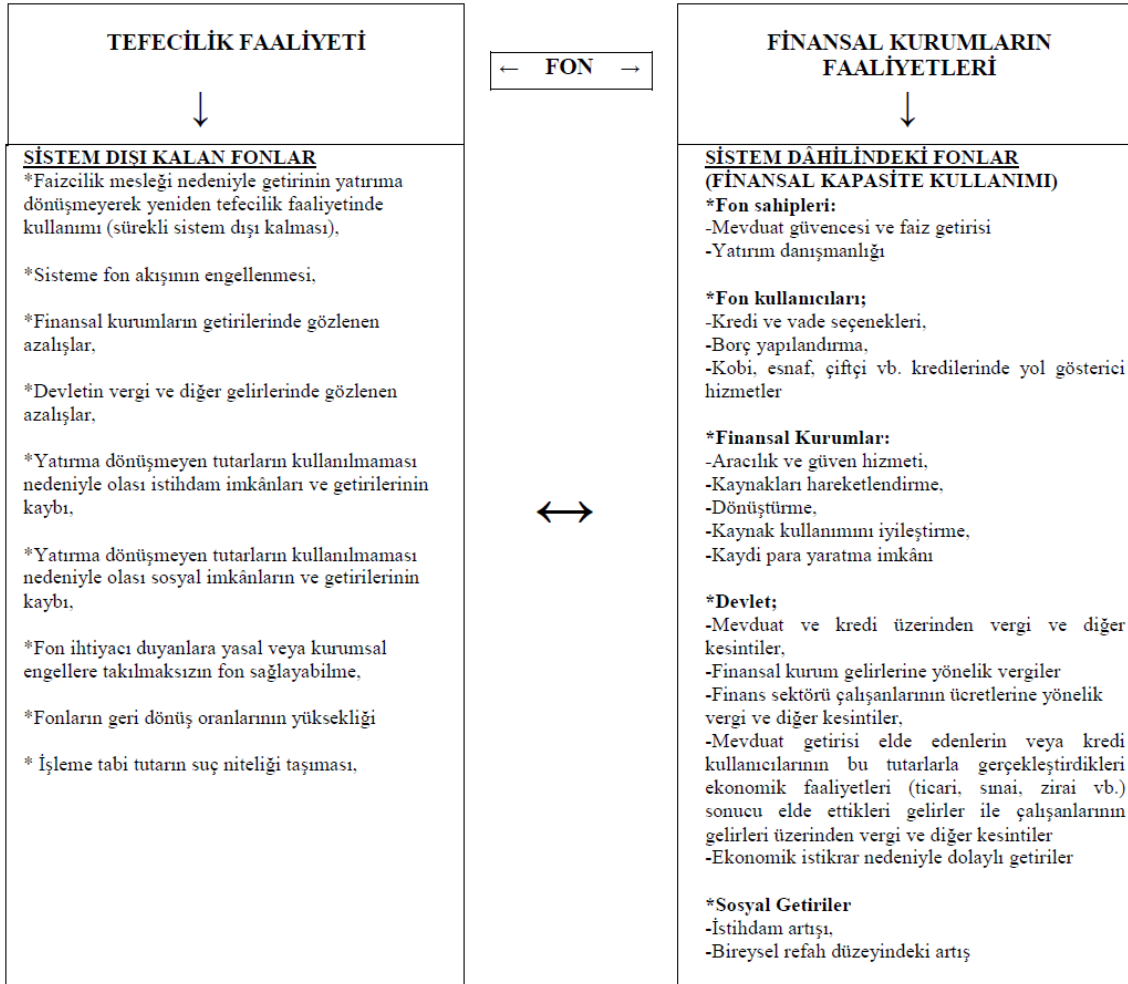 TEFECİLİK FAALİYETİ
↓
← FON →
FİNANSAL KURUMLARIN
FAALİYETLERİ
↓
SİSTEM DIŞI KALAN FONLAR
*Faizcilik mesleği nedeniyle getirinin yatırıma
dönüşmeyerek yeniden tefecilik faaliyetinde
kullanımı (sürekli sistem dışı kalması),
*Sisteme fon akışının engellenmesi,
*Finansal kurumların getirilerinde gözlenen
azalışlar,
*Devletin vergi ve diğer gelirlerinde gözlenen
azalışlar,
*Yatırma dönüşmeyen tutarların kullanılmaması
nedeniyle olası istihdam imkânları ve getirilerinin
kaybı,
*Yatırma dönüşmeyen tutarların kullanılmaması
nedeniyle olası sosyal imkânların ve getirilerinin
kaybı,
*Fon ihtiyacı duyanlara yasal veya kurumsal
engellere takılmaksızın fon sağlayabilme,
*Fonların geri dönüş oranlarının yüksekliği
* İşleme tabi tutarın suç niteliği taşıması,
↔
SİSTEM DÂHİLİNDEKİ FONLAR
(FİNANSAL KAPASİTE KULLANIMI)
*Fon sahipleri:
-Mevduat güvencesi ve faiz getirisi
-Yatırım danışmanlığı
*Fon kullanıcıları;
-Kredi ve vade seçenekleri,
-Borç yapılandırma,
-Kobi, esnaf, çiftçi vb. kredilerinde yol gösterici
hizmetler
*Finansal Kurumlar:
-Aracılık ve güven hizmeti,
-Kaynakları hareketlendirme,
-Dönüştürme,
-Kaynak kullanımını iyileştirme,
-Kaydi para yaratma imkânı
*Devlet;
-Mevduat ve kredi üzerinden vergi ve diğer
kesintiler,
-Finansal kurum gelirlerine yönelik vergiler
-Finans sektörü çalışanlarının ücretlerine yönelik
vergi ve diğer kesintiler,
-Mevduat getirisi elde edenlerin veya kredi
kullanıcılarının bu tutarlarla gerçekleştirdikleri
ekonomik faaliyetleri (ticari, sınai, zirai vb.)
sonucu elde ettikleri gelirler ile çalışanlarının
gelirleri üzerinden vergi ve diğer kesintiler
-Ekonomik istikrar nedeniyle dolaylı getiriler
*Sosyal Getiriler
-İstihdam artışı,
-Bireysel refah düzeyindeki artış